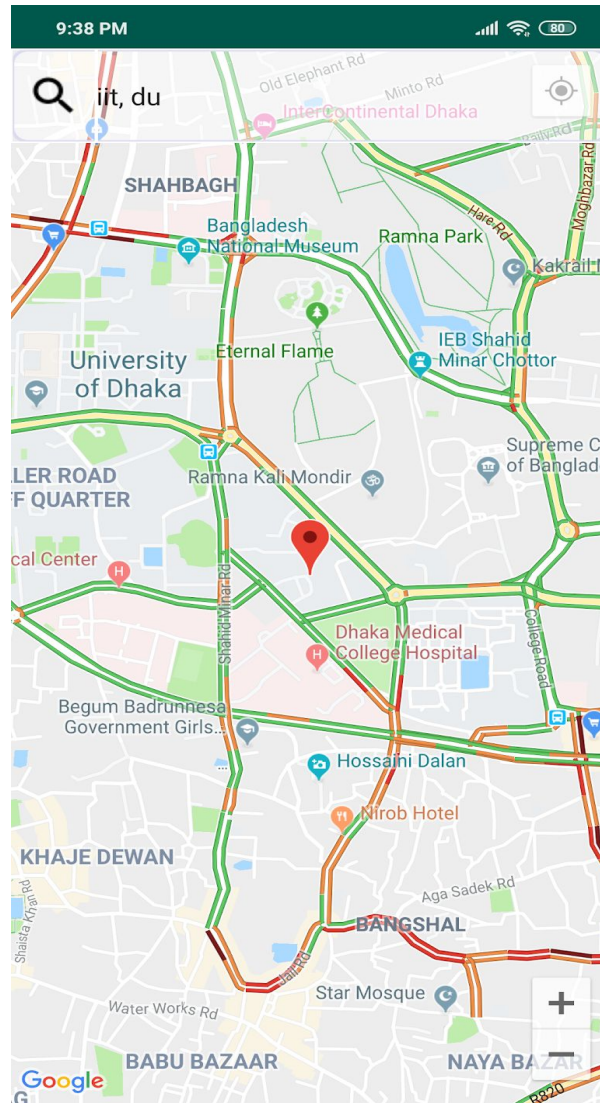 9:38 PM
80
iit, du
Old Elephant Rd
Minto Rd
InterContinental Dhaka
Baily Rd
Moghbazar Rd
SHAHBAGH
Hare Rd
Bangladesh
National Museum
Ramna Park
Kakrail M
IEB Shahid
Minar Chottor
Eternal Flame
University
of Dhaka
Supreme C
of Banglad
LER ROAD
FF QUARTER
Ramna Kali Mondir
cal Center
H
Shahid Minar Rd
College Road
Dhaka Medical
College Hospital
H
Begum Badrunnesa
Government Girls...
Hossaini Dalan
Nirob Hotel
KHAJE DEWAN
Shaista Khan Rd
Aga Sadek Rd
BANGSHAL
Jail Rd
Star Mosque
Water Works Rd
+
BABU BAZAAR
NAYA BAZAR
−
Google
R820
G